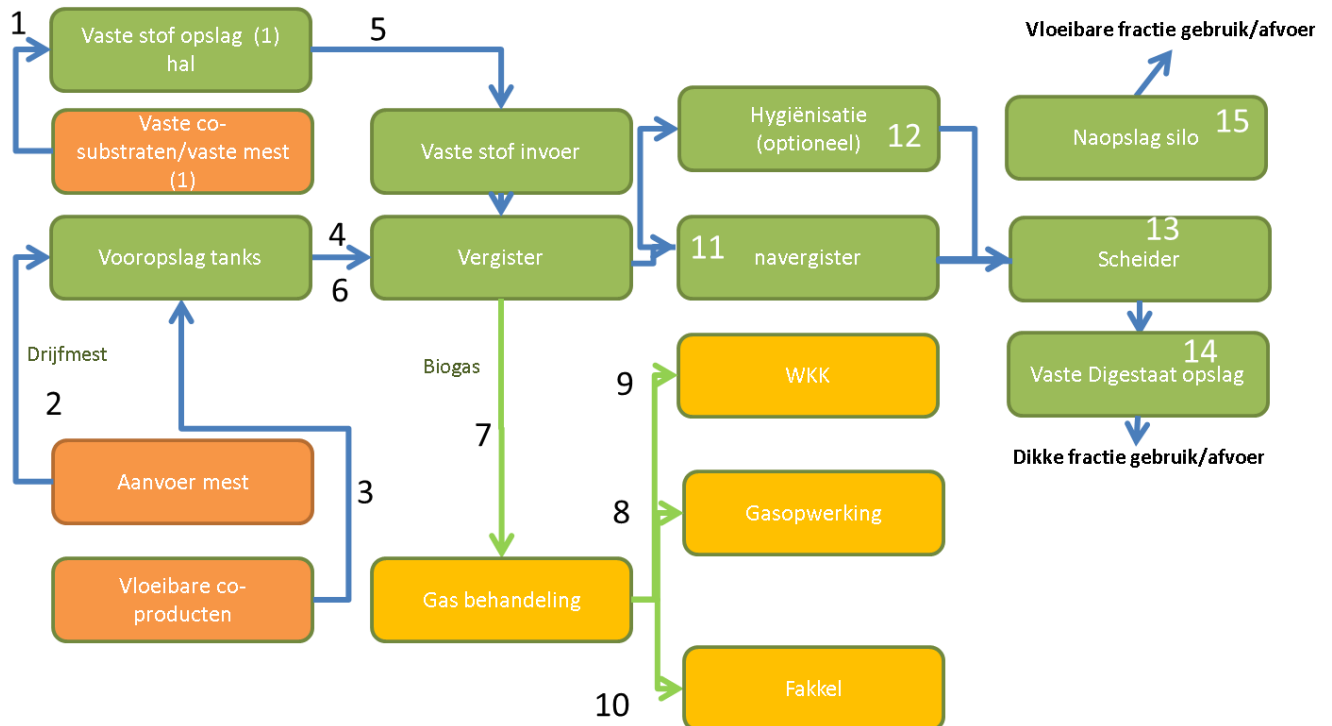 1
Vaste stof opslag (1)
hal
5
Vaste co-
substraten/vaste mest
(1)
Vaste stof invoer
Hygiënisatie
(optioneel)
12
Vloeibare fractie gebruik/afvoer
Naopslag silo
15
Vooropslag tanks
4
6
Vergister
11
navergister
13
Scheider
Drijfmest
2
Biogas
7
3
Aanvoer mest
Vloeibare co-
producten
Gas behandeling
9
WKK
8
Gasopwerking
10
Fakkel
14
Vaste Digestaat opslag
Dikke fractie gebruik/afvoer